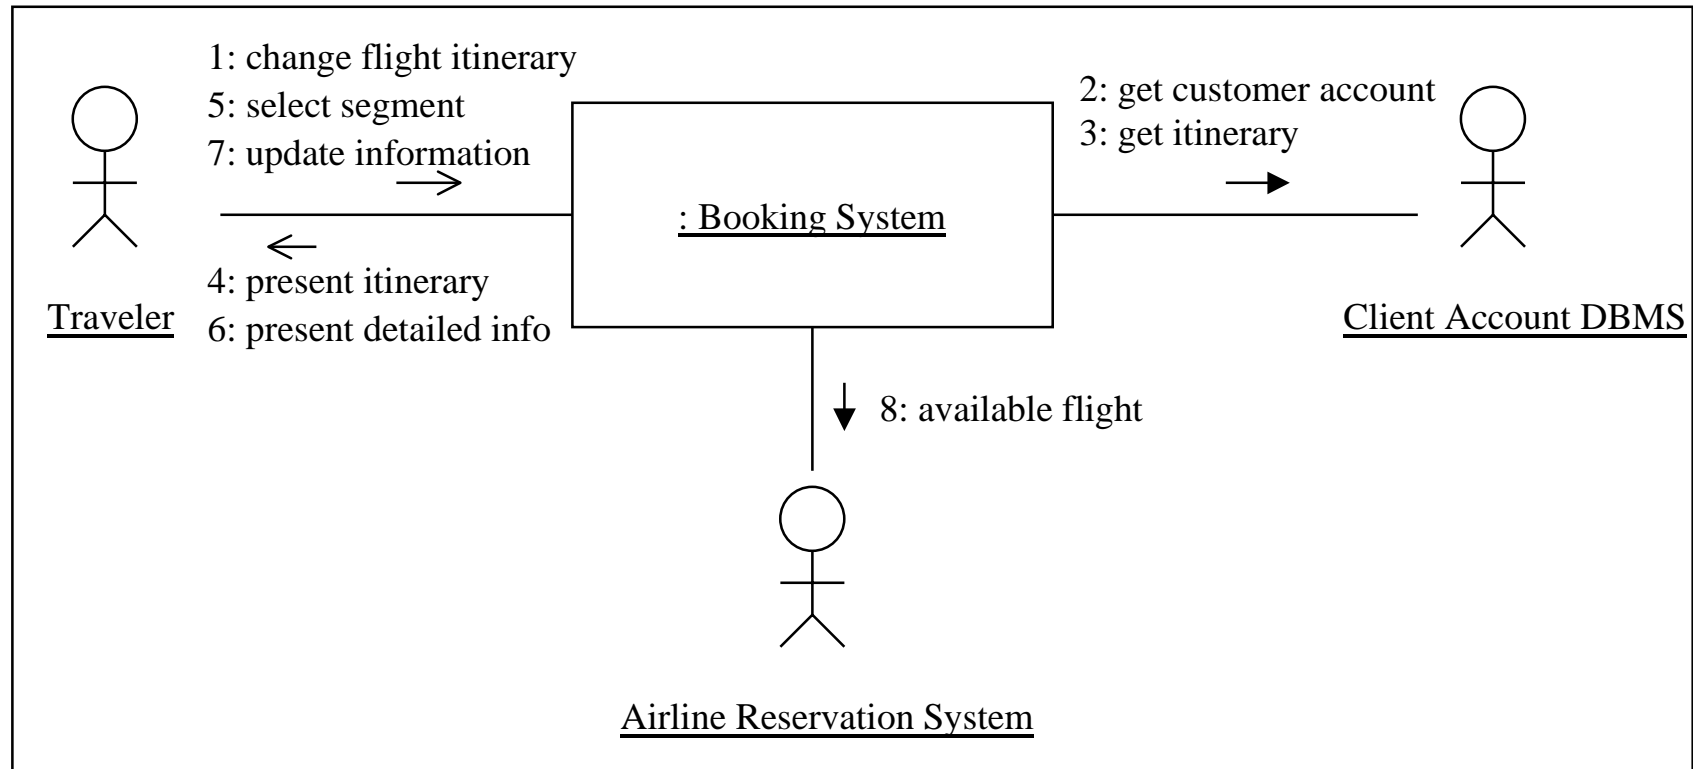 1: change flight itinerary
5: select segment
7: update information
2: get customer account
3: get itinerary
: Booking System
4: present itinerary
6: present detailed info
Traveler
Client Account DBMS
8: available flight
Airline Reservation System